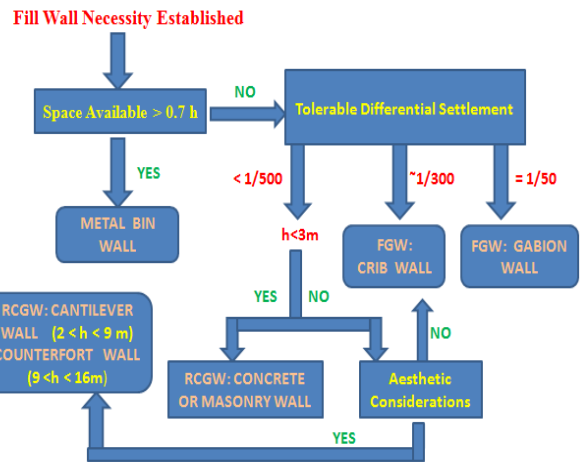 Fill Wall Necessity Established
NO
Space Available > 0.7 h
Tolerable Differential Settlement
YES
< 1/500
~1/300
= 1/50
METAL BIN
WALL
h<3m
FGW:
CRIB WALL
FGW: GABION
WALL
YES
NO
RCGW: CANTILEVER
WALL (2 < h < 9 m)
COUNTERFORT WALL
(9 <h < 16m)
NO
RCGW: CONCRETE
OR MASONRY WALL
Aesthetic
Considerations
YES